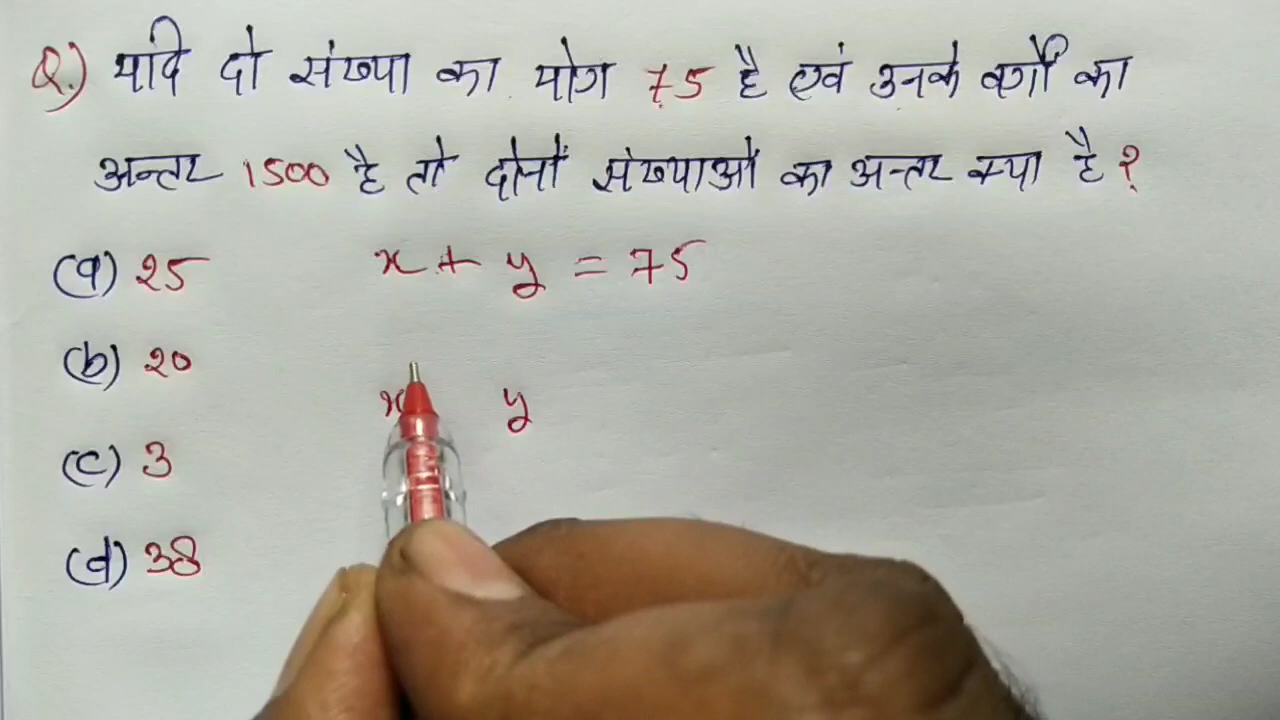 Q.) यदि दो संख्या का योग 75 है एवं उनके वर्गों का
अन्तर 1500 है तो दोनों संख्याओं का अन्तर क्या है ?
(a) 25
x + y = 75
(b) 20
x y
(c) 3
(d) 38